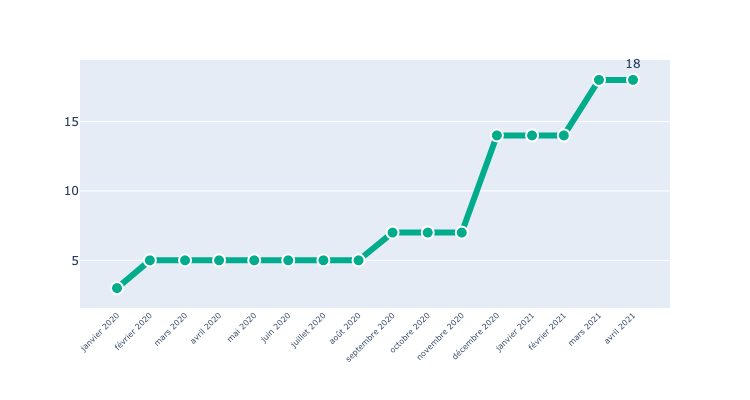 18
15
10
5
janvier 2020
février 2020
mars 2020
avril 2020
mai 2020
juin 2020
juillet 2020
août 2020
septembre 2020
octobre 2020
novembre 2020
décembre 2020
janvier 2021
février 2021
mars 2021
avril 2021